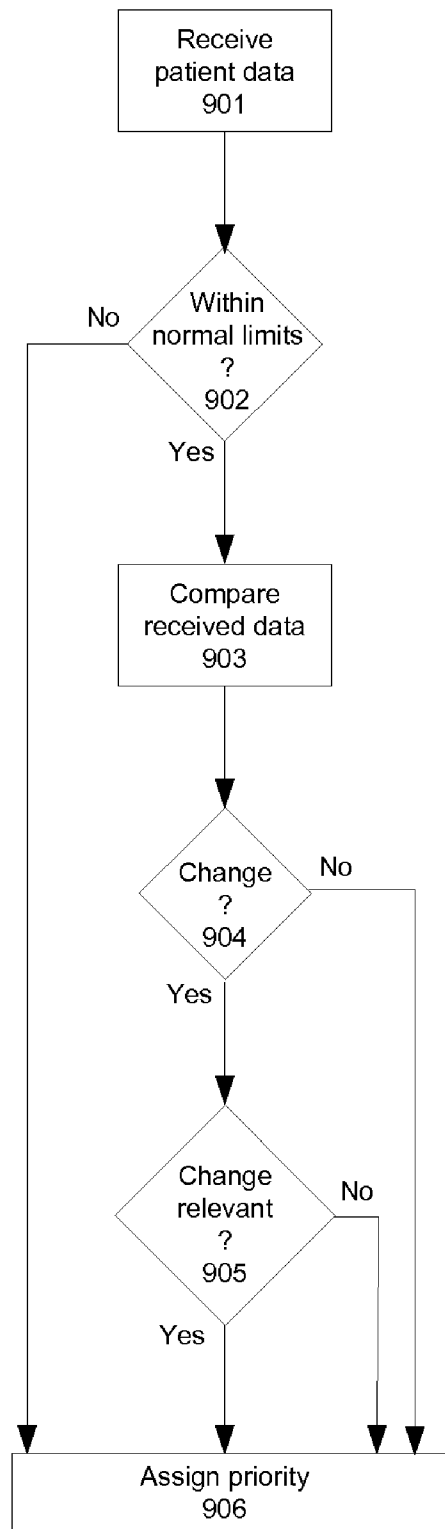 Receive
patient data
901
No
Within
normal limits
?
902
Yes
Compare
received data
903
Change
?
904
No
Yes
Change
relevant
?
905
No
Yes
Assign priority
906